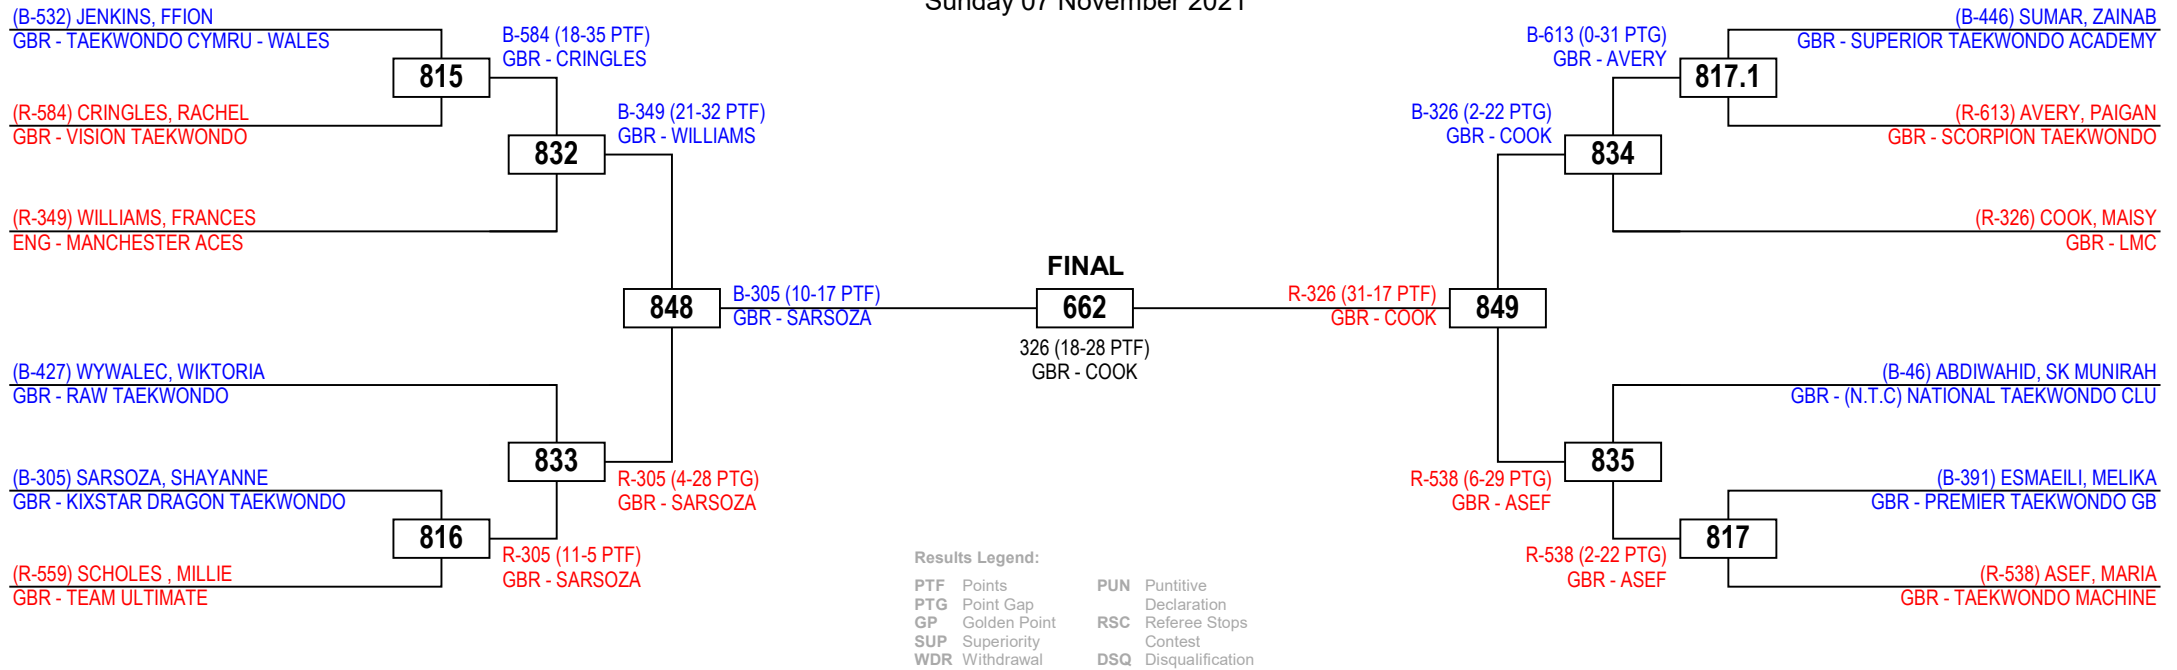 Sunday 07 November 2021
(B-532) JENKINS, FFION
GBR - TAEKWONDO CYMRU - WALES
815
(R-584) CRINGLES, RACHEL
GBR - VISION TAEKWONDO
B-584 (18-35 PTF)
GBR - CRINGLES
832
(R-349) WILLIAMS, FRANCES
ENG - MANCHESTER ACES
B-349 (21-32 PTF)
GBR - WILLIAMS
848
(B-427) WYWALEC, WIKTORIA
GBR - RAW TAEKWONDO
833
(B-305) SARSOZA, SHAYANNE
GBR - KIXSTAR DRAGON TAEKWONDO
816
(R-559) SCHOLES , MILLIE
GBR - TEAM ULTIMATE
R-305 (11-5 PTF)
GBR - SARSOZA
R-305 (4-28 PTG)
GBR - SARSOZA
B-305 (10-17 PTF)
GBR - SARSOZA
FINAL
662
326 (18-28 PTF)
GBR - COOK
R-326 (31-17 PTF)
GBR - COOK
849
B-326 (2-22 PTG)
GBR - COOK
834
B-613 (0-31 PTG)
GBR - AVERY
817.1
(B-446) SUMAR, ZAINAB
GBR - SUPERIOR TAEKWONDO ACADEMY
(R-613) AVERY, PAIGAN
GBR - SCORPION TAEKWONDO
(R-326) COOK, MAISY
GBR - LMC
(B-46) ABDIWAHID, SK MUNIRAH
GBR - (N.T.C) NATIONAL TAEKWONDO CLU
835
R-538 (6-29 PTG)
GBR - ASEF
(B-391) ESMAEILI, MELIKA
GBR - PREMIER TAEKWONDO GB
817
R-538 (2-22 PTG)
GBR - ASEF
(R-538) ASEF, MARIA
GBR - TAEKWONDO MACHINE
Results Legend:
PTF Points
PTG Point Gap
GP Golden Point
SUP Superiority
WDR Withdrawal
PUN Puntitive
Declaration
RSC Referee Stops
Contest
DSQ Disqualification